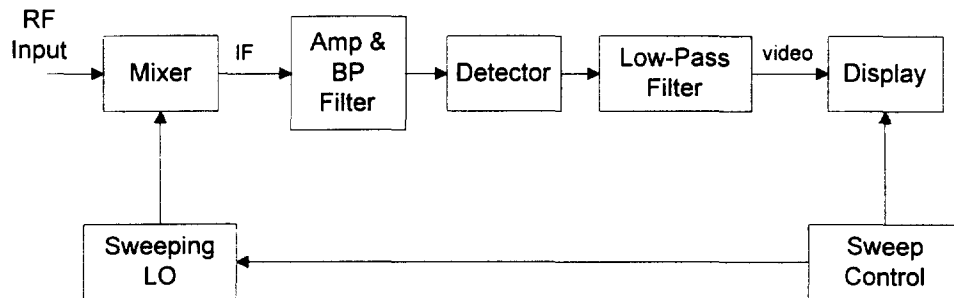 RF
Input
Mixer
IF
Amp &
BP
Filter
Detector
Low-Pass
Filter
video
Display
Sweeping
LO
Sweep
Control